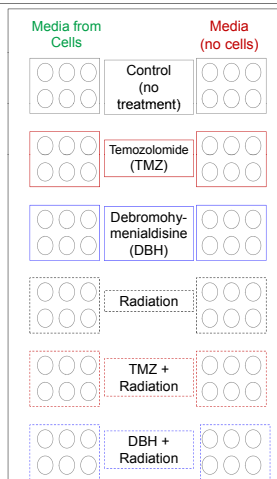 Media from
Cells
Media
(no cells)
Control
(no
treatment)
Temozolomide
(TMZ)
Debromohy-
menialdisine
(DBH)
Radiation
TMZ +
Radiation
DBH +
Radiation